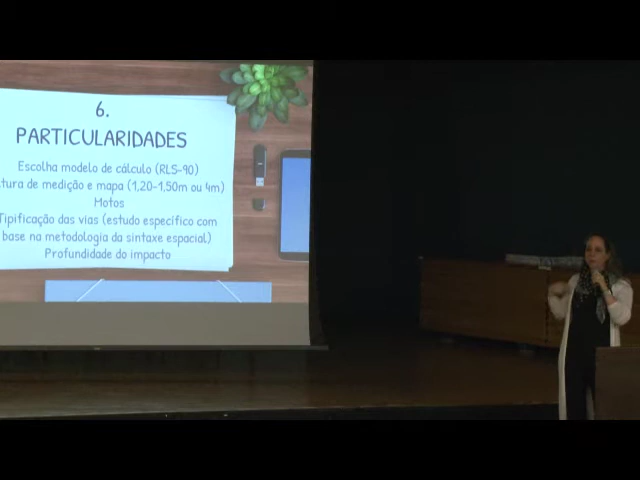 6.
PARTICULARIDADES
Escolha modelo de cálculo (RLS-90)
tura de medição e mapa (1,20-1,50m ou 4m)
Motos
Tipificação das vias (estudo específico com
base na metodologia da sintaxe espacial)
Profundidade do impacto